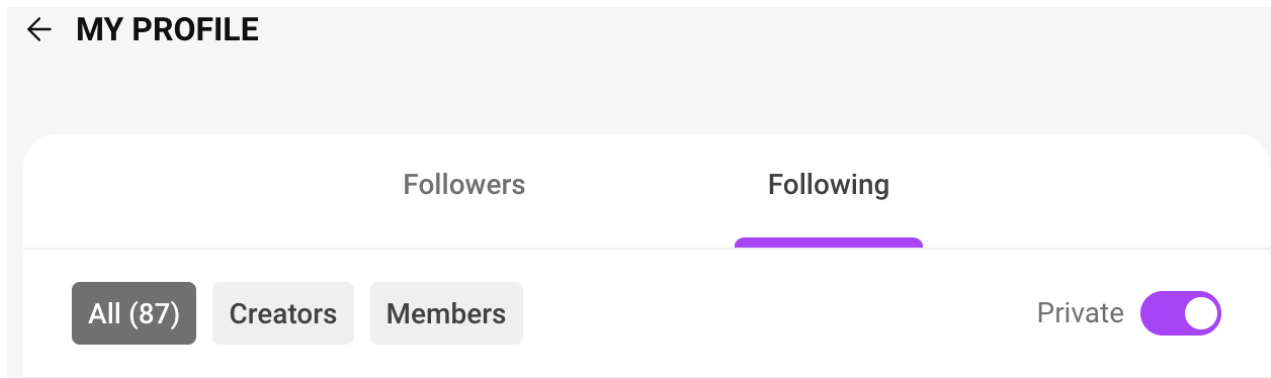 MY PROFILE
Followers Following
All (87) Creators Members Private